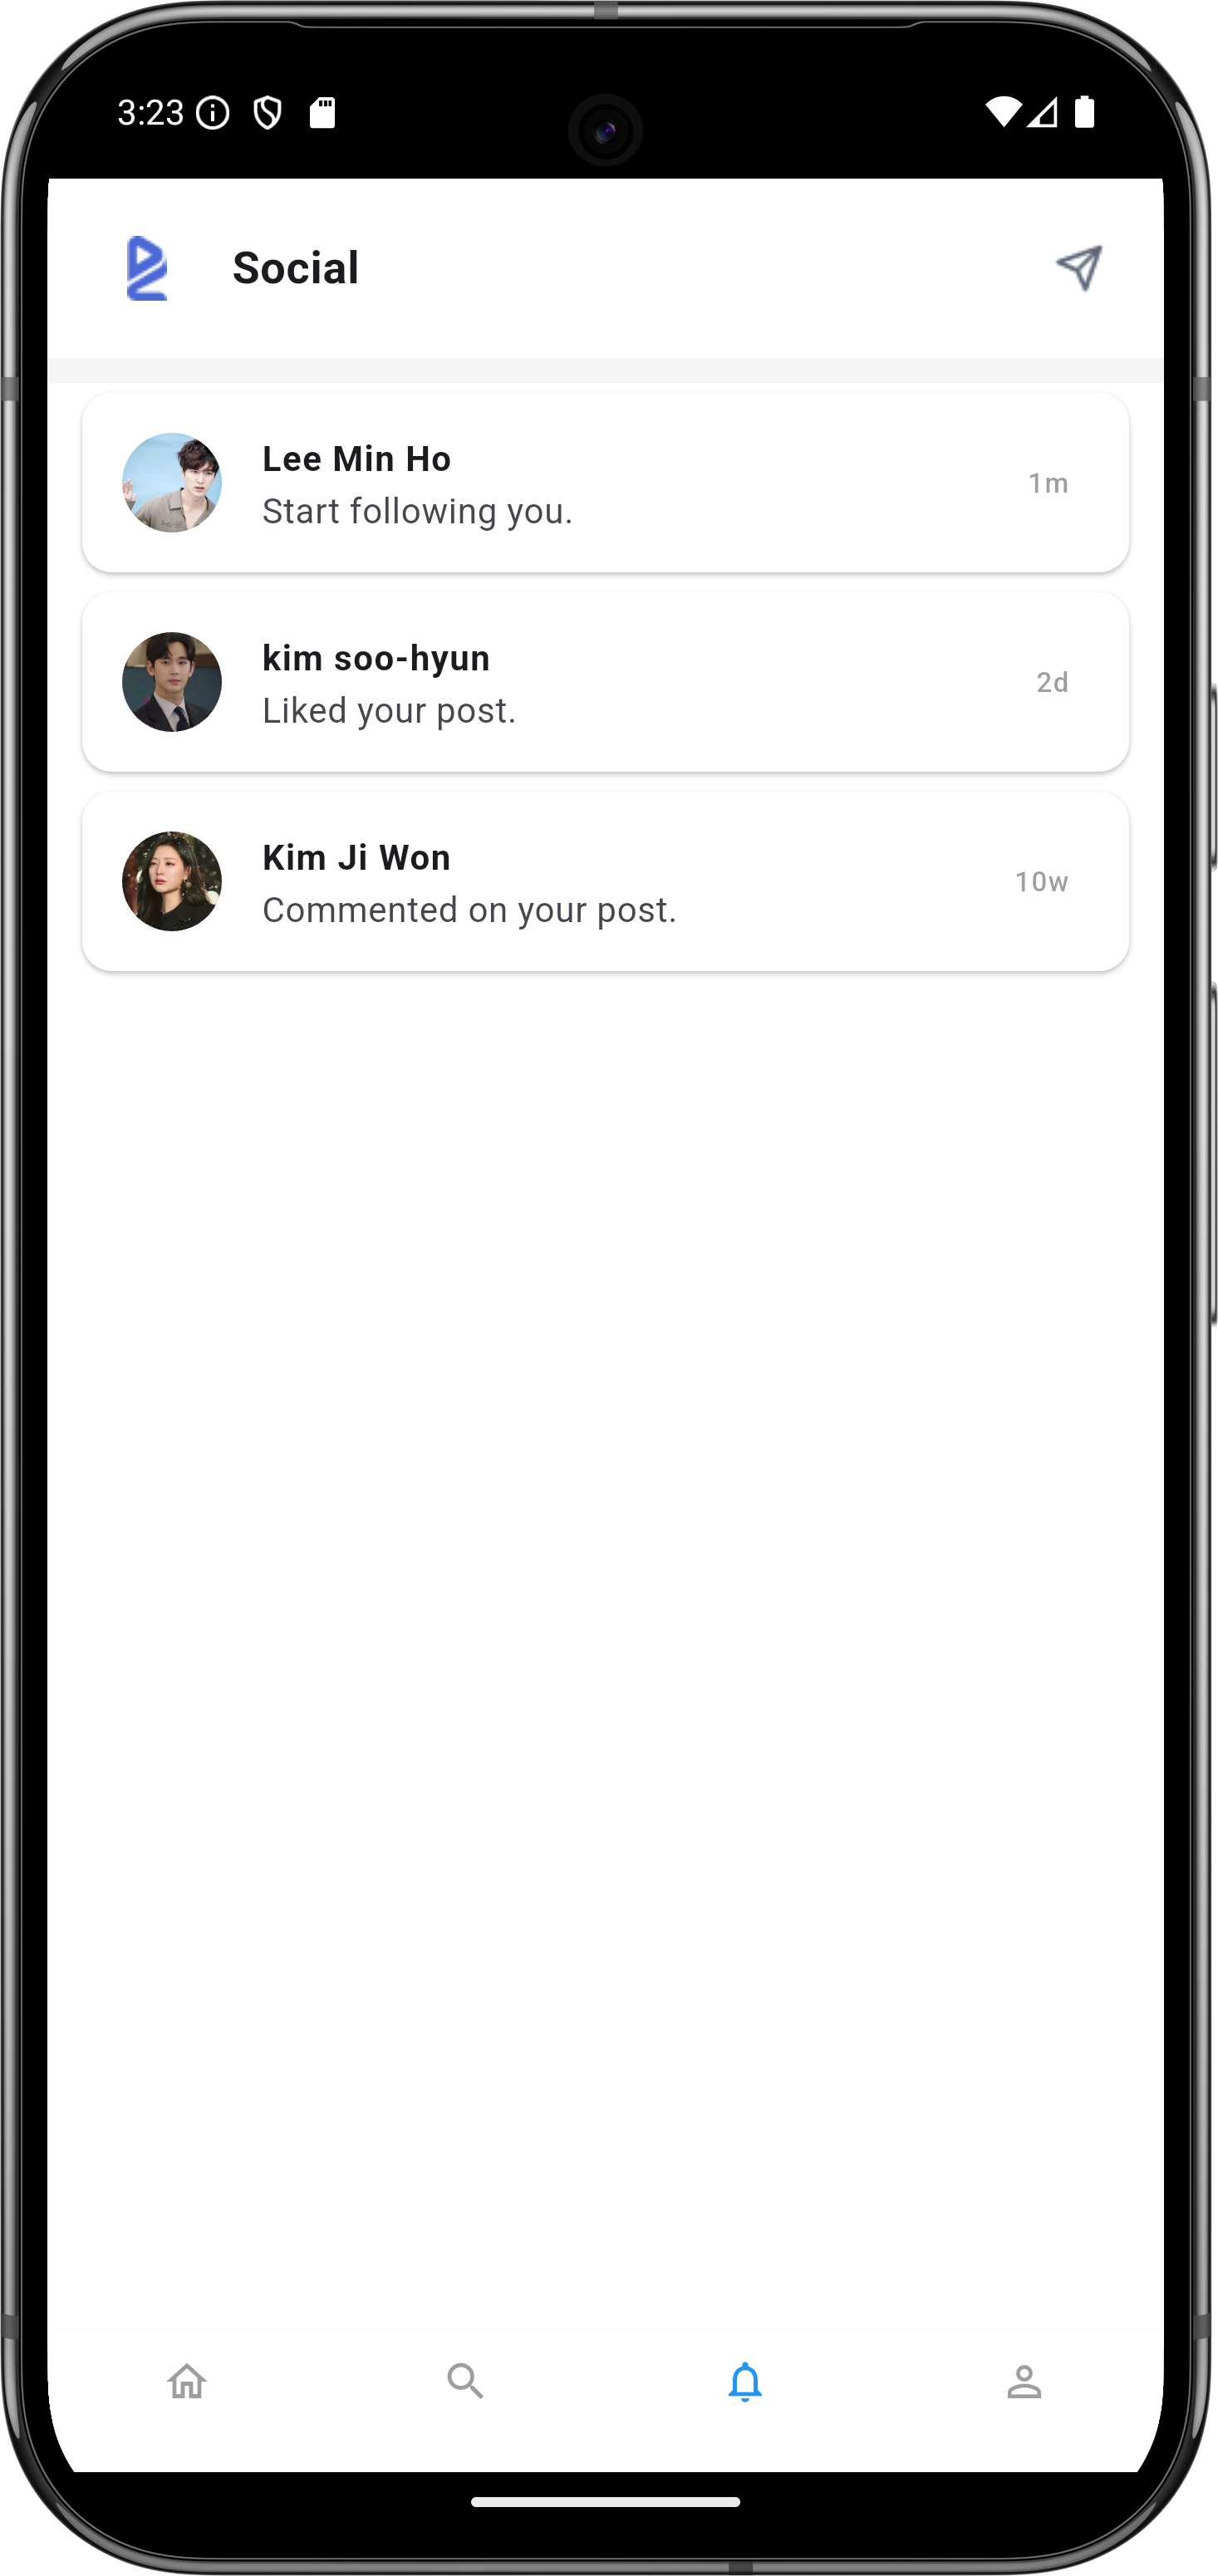 3:23
Social
Lee Min Ho
Start following you.
1m
kim soo-hyun
Liked your post.
2d
Kim Ji Won
Commented on your post.
10w